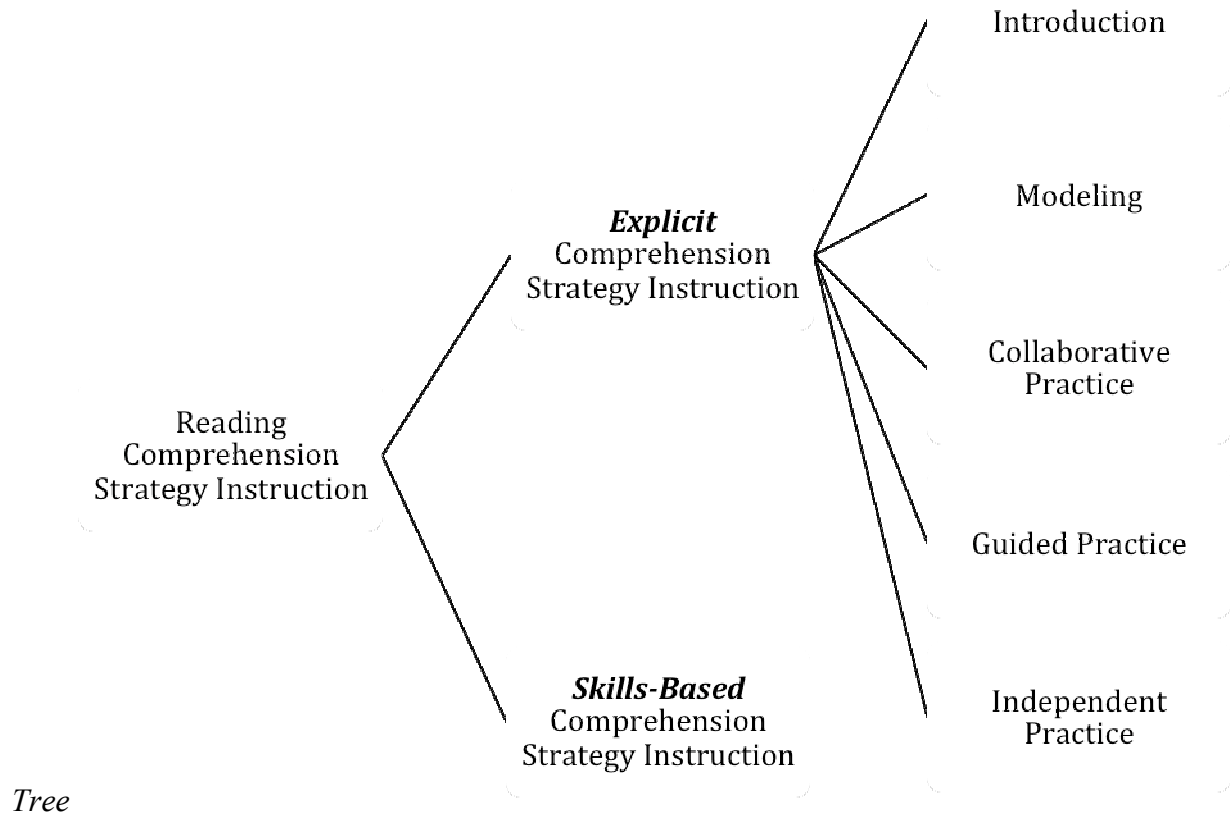 Reading
Comprehension
Strategy Instruction
Explicit
Comprehension
Strategy Instruction
Skills-Based
Comprehension
Strategy Instruction
Introduction
Modeling
Collaborative
Practice
Guided Practice
Independent
Practice
Tree